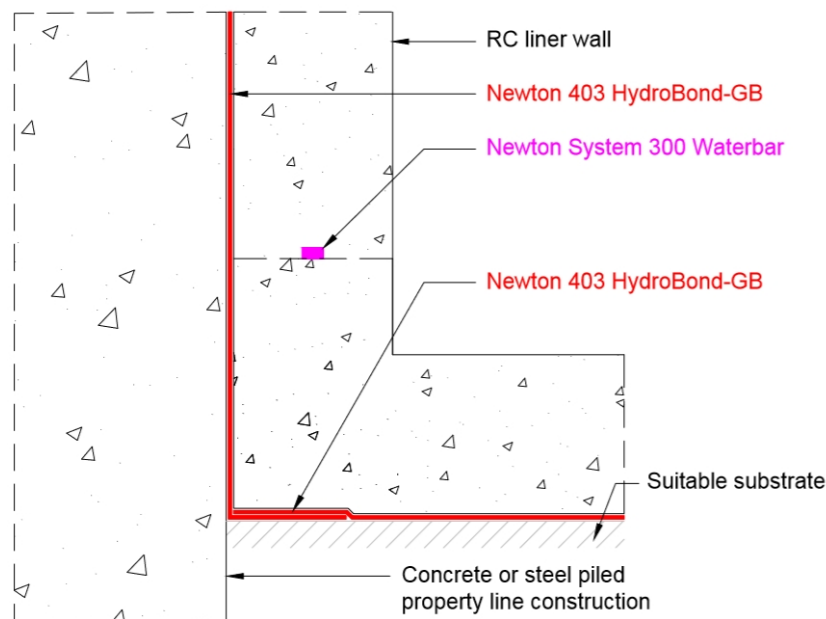 RC liner wall
Newton 403 HydroBond-GB
Newton System 300 Waterbar
Newton 403 HydroBond-GB
Suitable substrate
Concrete or steel piled
property line construction